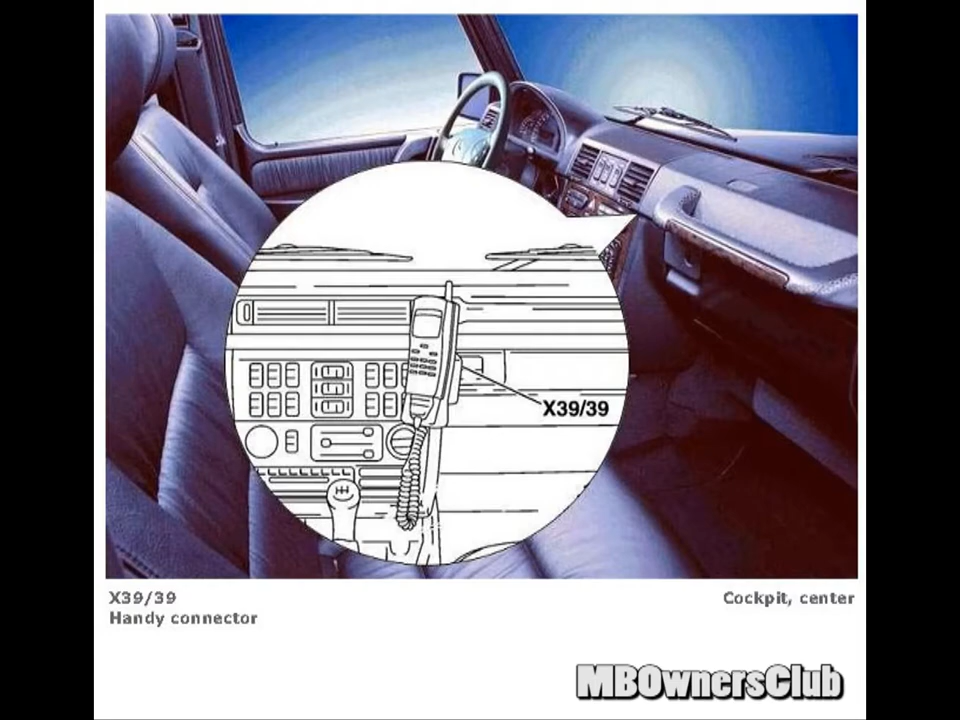 X39/39
X39/39
Handy connector
Cockpit, center
MBOwnersClub